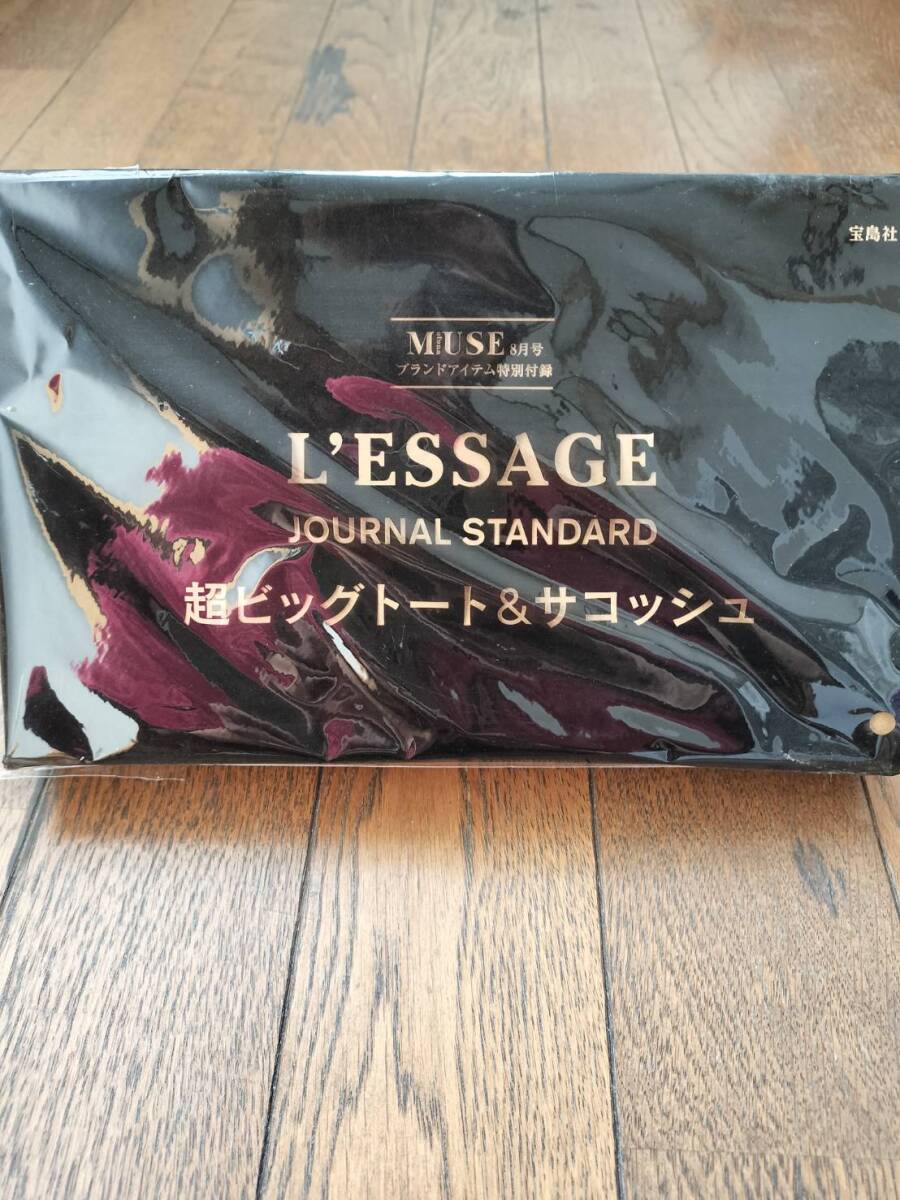 宝島社
MUSE 8月号
ブランドアイテム特別付録
L'ESSAGE
JOURNAL STANDARD
超ビッグトート&サコッシュ